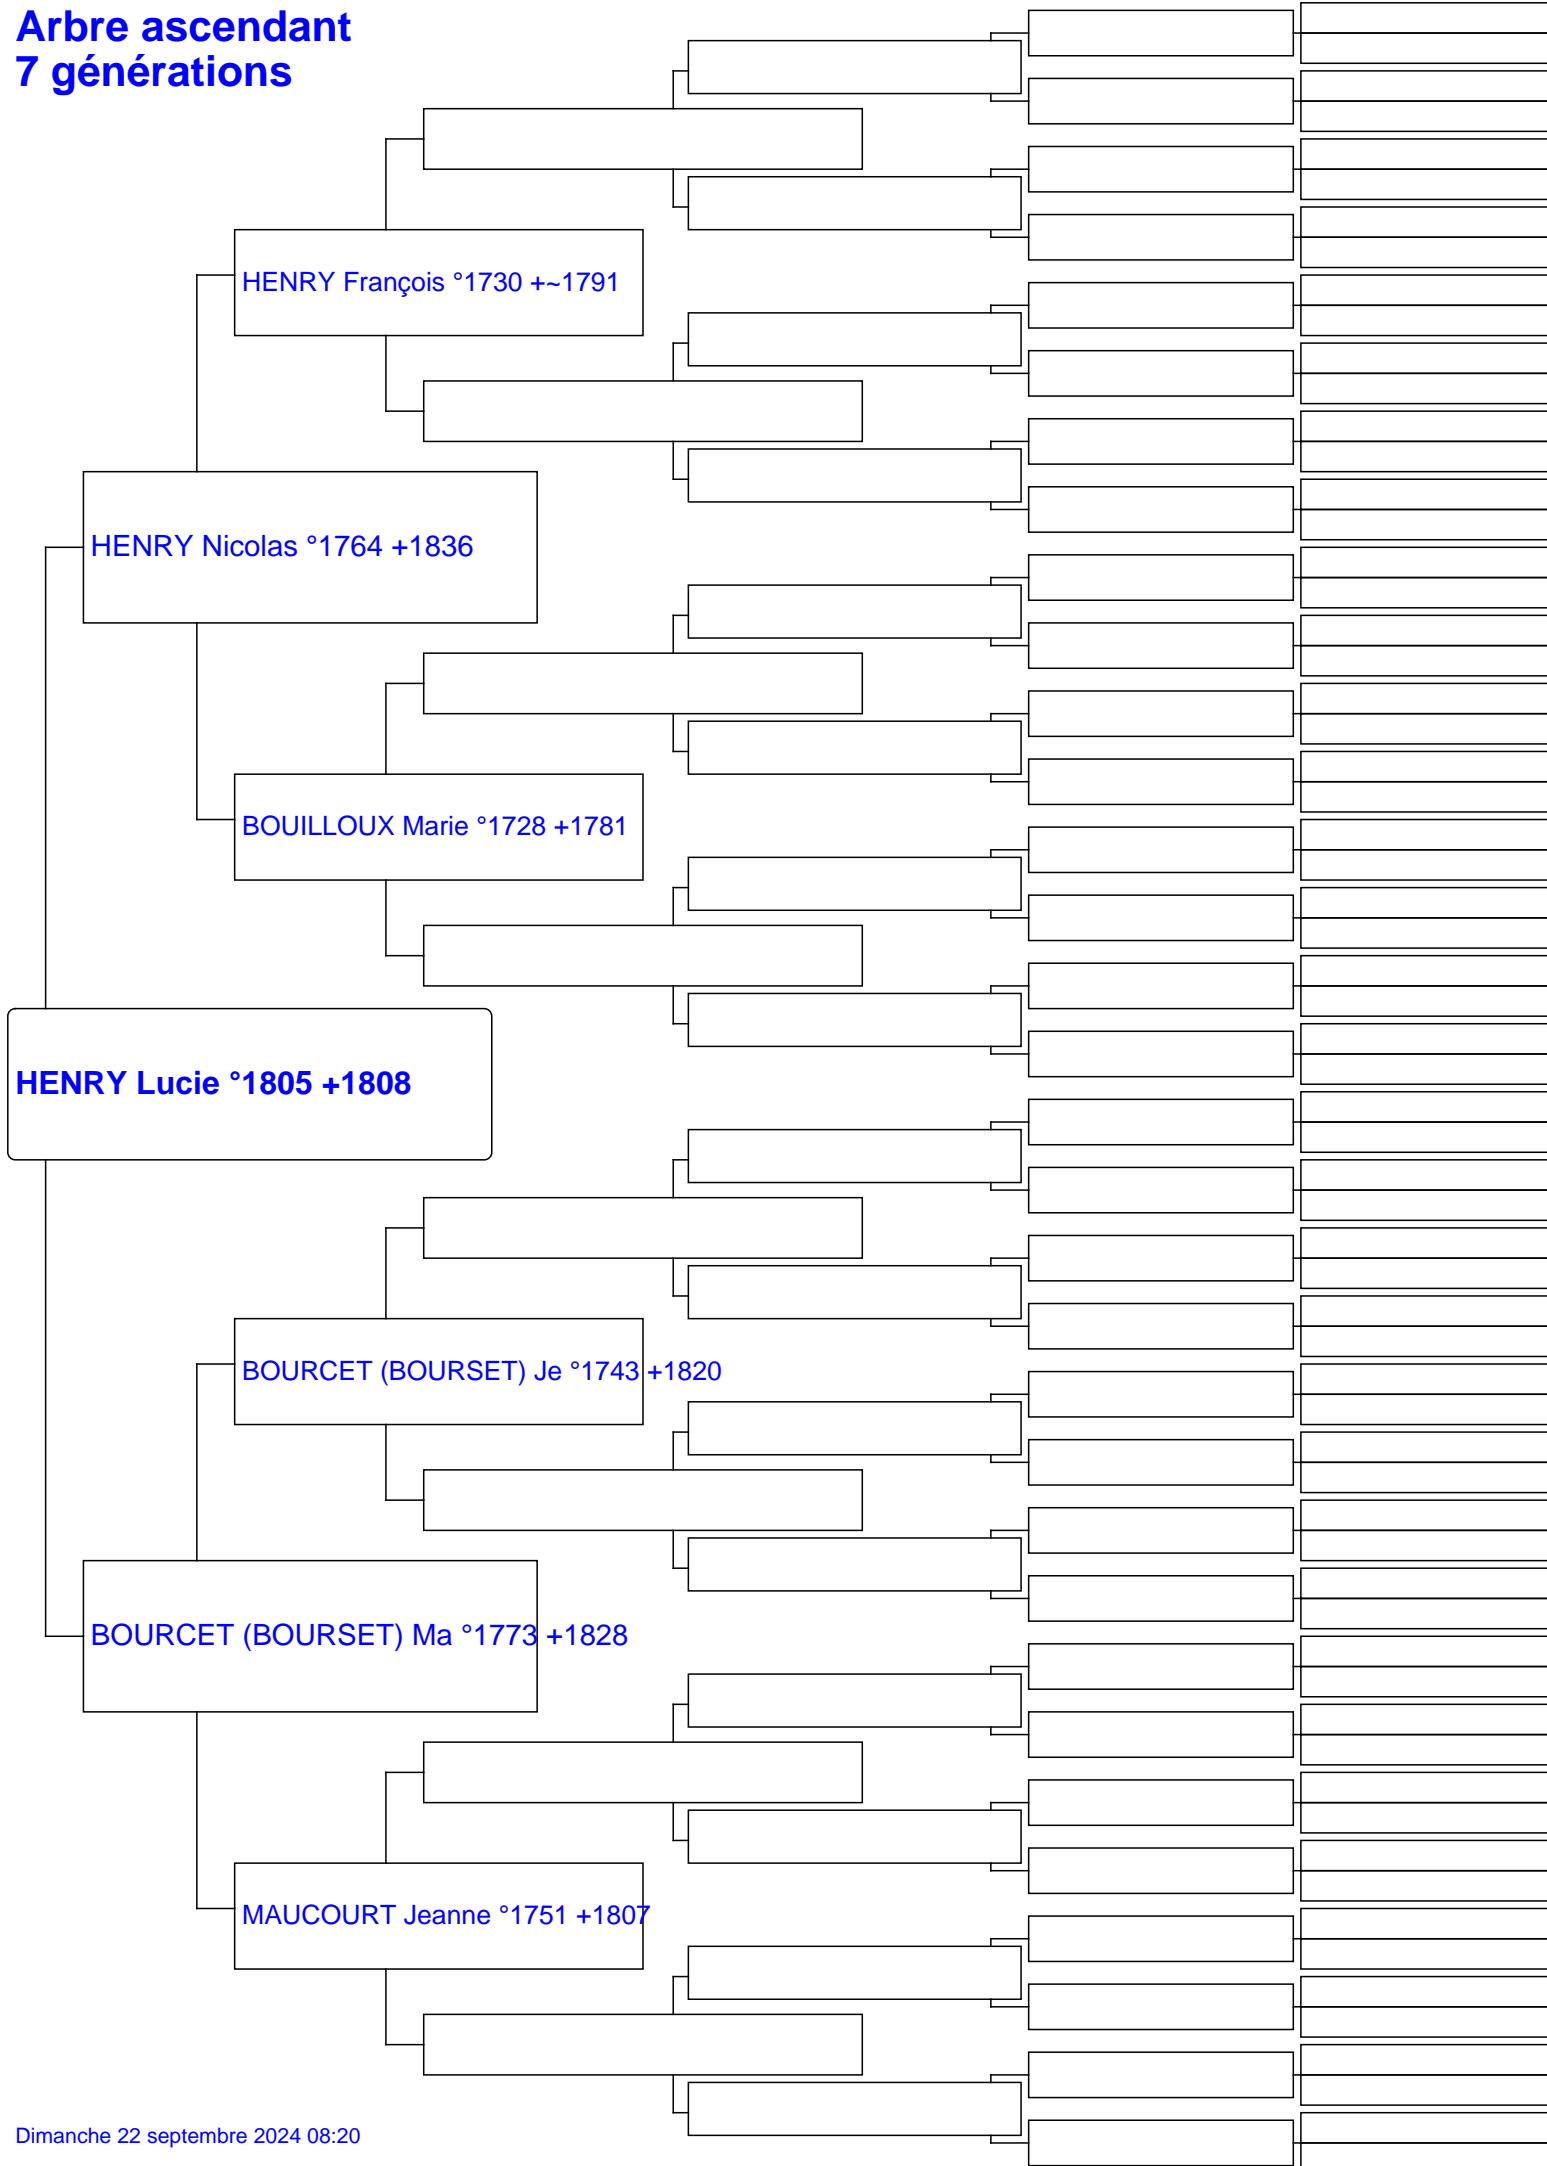 Arbre ascendant
7 générations
HENRY François °1730 +~1791
HENRY Nicolas °1764 +1836
BOUILLOUX Marie °1728 +1781
HENRY Lucie °1805 +1808
BOURCET (BOURSET) Je °1743 +1820
BOURCET (BOURSET) Ma °1773 +1828
MAUCOURT Jeanne °1751 +1807
Dimanche 22 septembre 2024 08:20